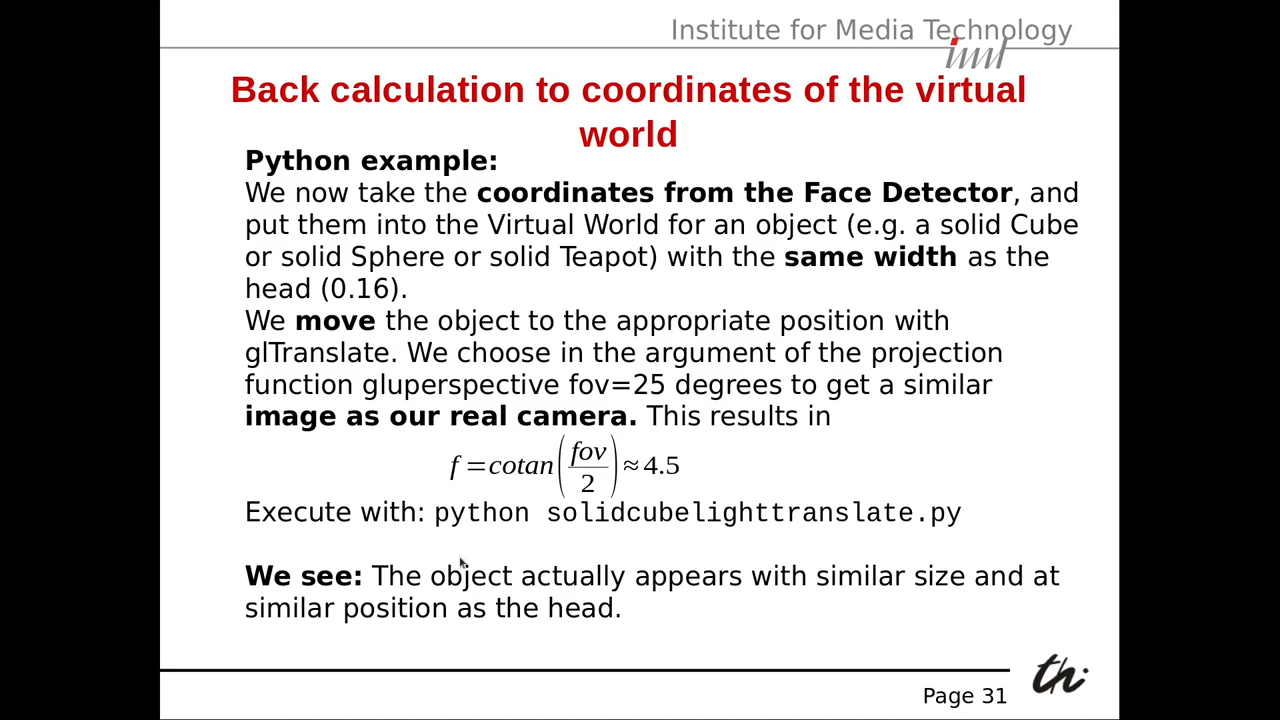 Institute for Media Technology
imt
Back calculation to coordinates of the virtual
world
Python example:
We now take the coordinates from the Face Detector, and
put them into the Virtual World for an object (e.g. a solid Cube
or solid Sphere or solid Teapot) with the same width as the
head (0.16).
We move the object to the appropriate position with
glTranslate. We choose in the argument of the projection
function gluperspective fov=25 degrees to get a similar
image as our real camera. This results in
f = cotan(fov/2) ≈ 4.5
Execute with: python solidcubelighttranslate.py
We see: The object actually appears with similar size and at
similar position as the head.
th
Page 31